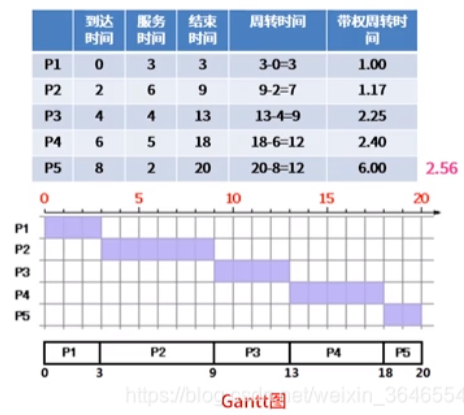 到达时间 服务时间 结束时间 周转时间 带权周转时间
P1 0 3 3 3-0=3 1.00
P2 2 6 9 9-2=7 1.17
P3 4 4 13 13-4=9 2.25
P4 6 5 18 18-6=12 2.40
P5 8 2 20 20-8=12 6.00 2.56
0 5 10 15 20
P1
P2
P3
P4
P5
P1 P2 P3 P4 P5
0 3 9 13 18 20
Gantt图
https://blog.csdn.net/weixin_3646554